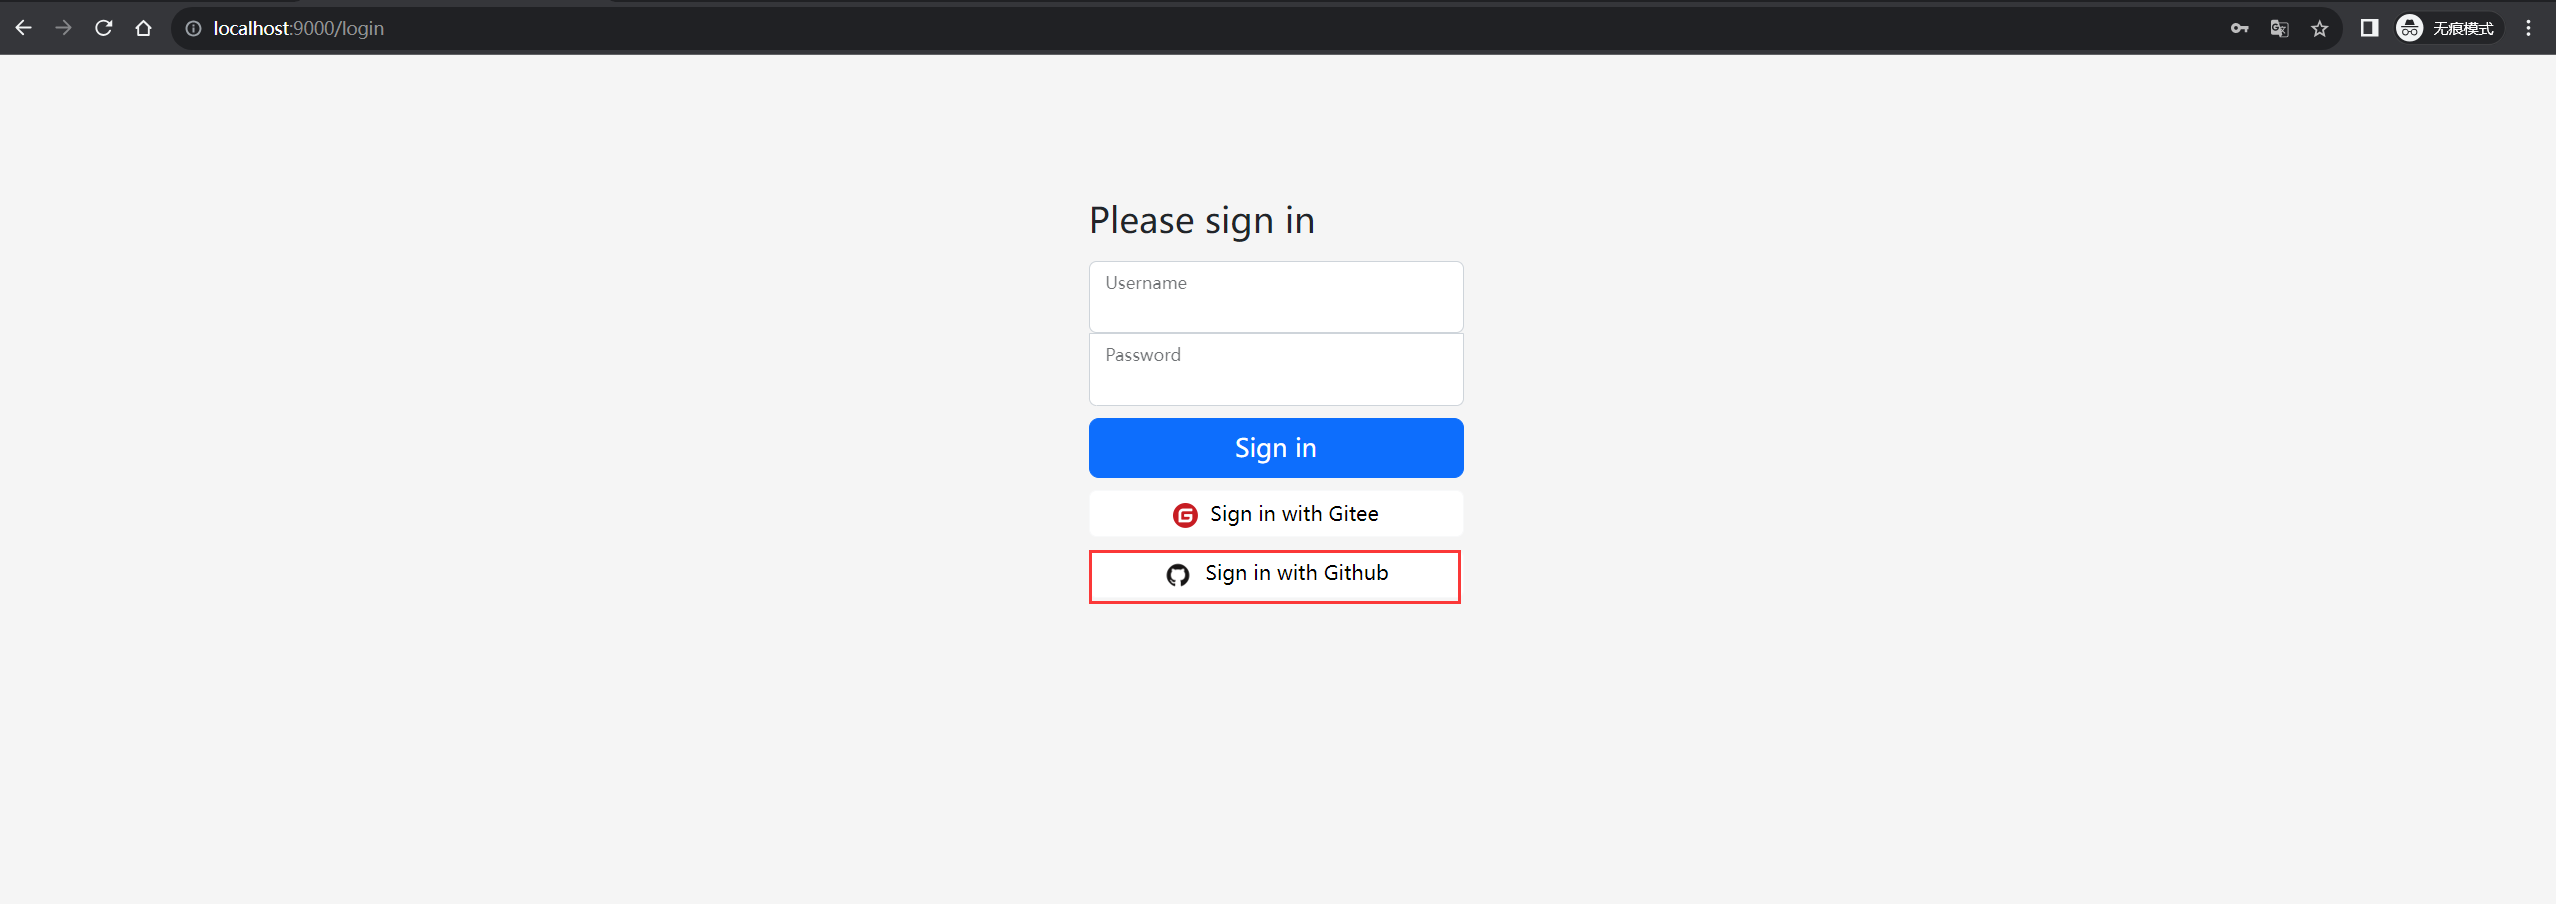 localhost:9000/login
无痕模式
Please sign in
Username
Password
Sign in
Sign in with Gitee
Sign in with Github